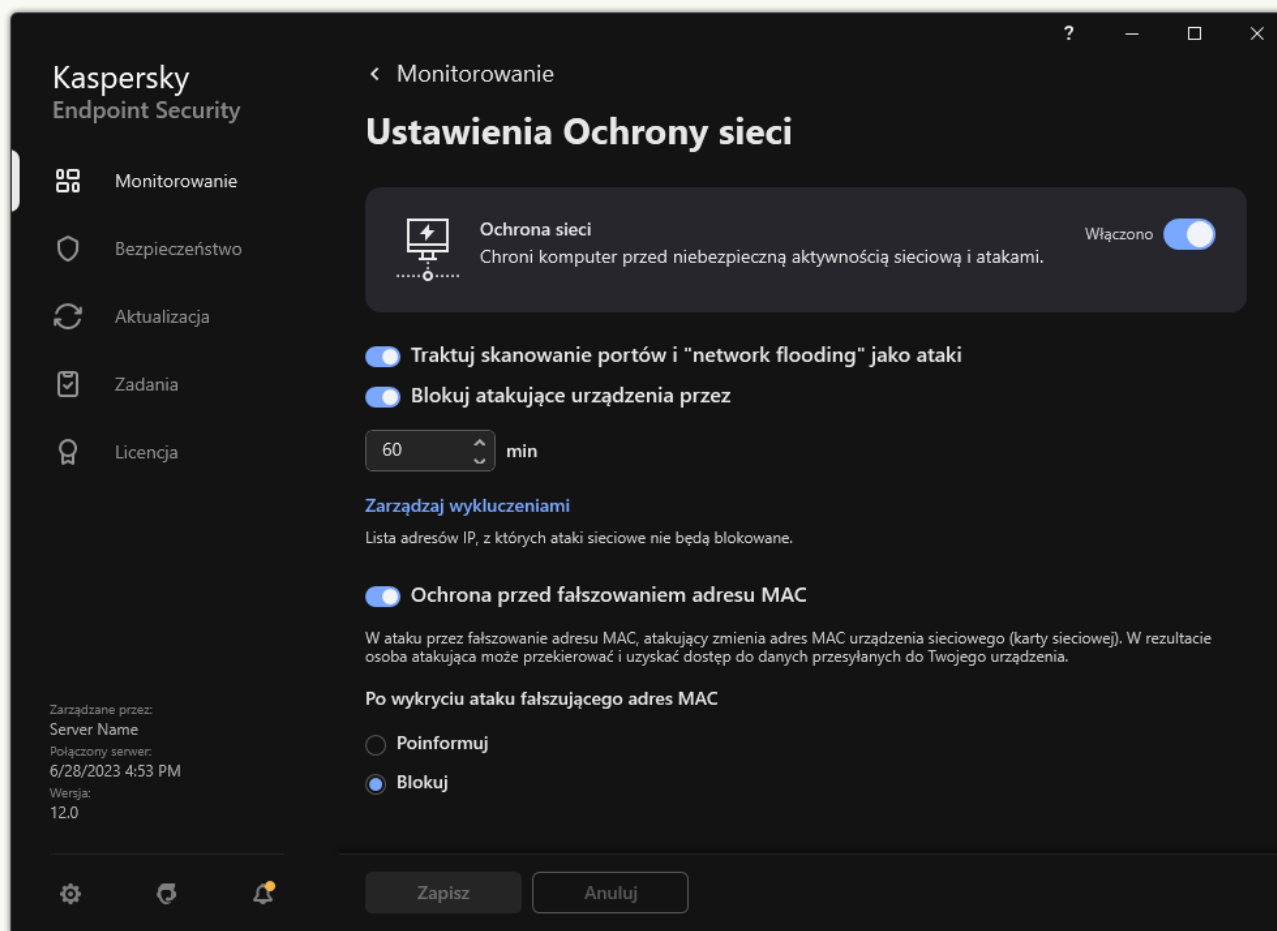 ?
Kaspersky
Endpoint Security
Monitorowanie
Bezpieczeństwo
Aktualizacja
Zadania
Licencja
Zarządzane przez:
Server Name
Połączony serwer:
6/28/2023 4:53 PM
Wersja:
12.0
Monitorowanie
Ustawienia Ochrony sieci
Ochrona sieci
Chroni komputer przed niebezpieczną aktywnością sieciową i atakami.
Włączono
Traktuj skanowanie portów i "network flooding" jako ataki
Blokuj atakujące urządzenia przez
60 min
Zarządzaj wykluczeniami
Lista adresów IP, z których ataki sieciowe nie będą blokowane.
Ochrona przed fałszowaniem adresu MAC
W ataku przez fałszowanie adresu MAC, atakujący zmienia adres MAC urządzenia sieciowego (karty sieciowej). W rezultacie
osoba atakująca może przekierować i uzyskać dostęp do danych przesyłanych do Twojego urządzenia.
Po wykryciu ataku fałszującego adres MAC
Poinformuj
Blokuj
Zapisz
Anuluj